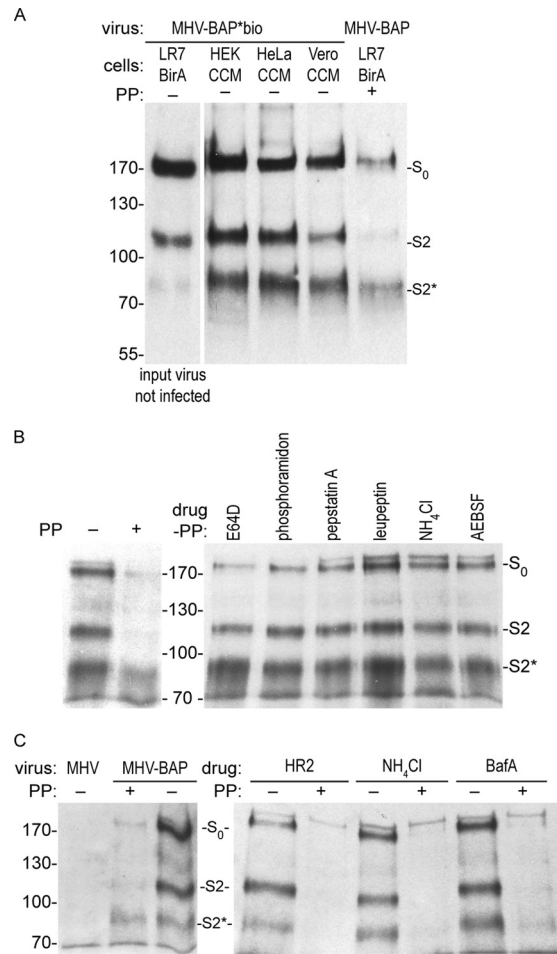 A
virus: MHV-BAP*bio MHV-BAP
cells: LR7 BirA HEK CCM HeLa CCM Vero CCM LR7 BirA
PP: – – – – +
170-
130-
100-
70-
55-
-S0
-S2
-S2*
input virus
not infected
B
PP – +
drug -PP: E64D phosphoramidon pepstatin A leupeptin NH4Cl AEBSF
-170-
-130-
-100-
- 70 -
-S0
-S2
-S2*
C
virus: MHV MHV-BAP drug: HR2 NH4Cl BafA
PP: – + – – + – + – +
170-
130-
100-
70-
-S0-
-S2-
-S2*-